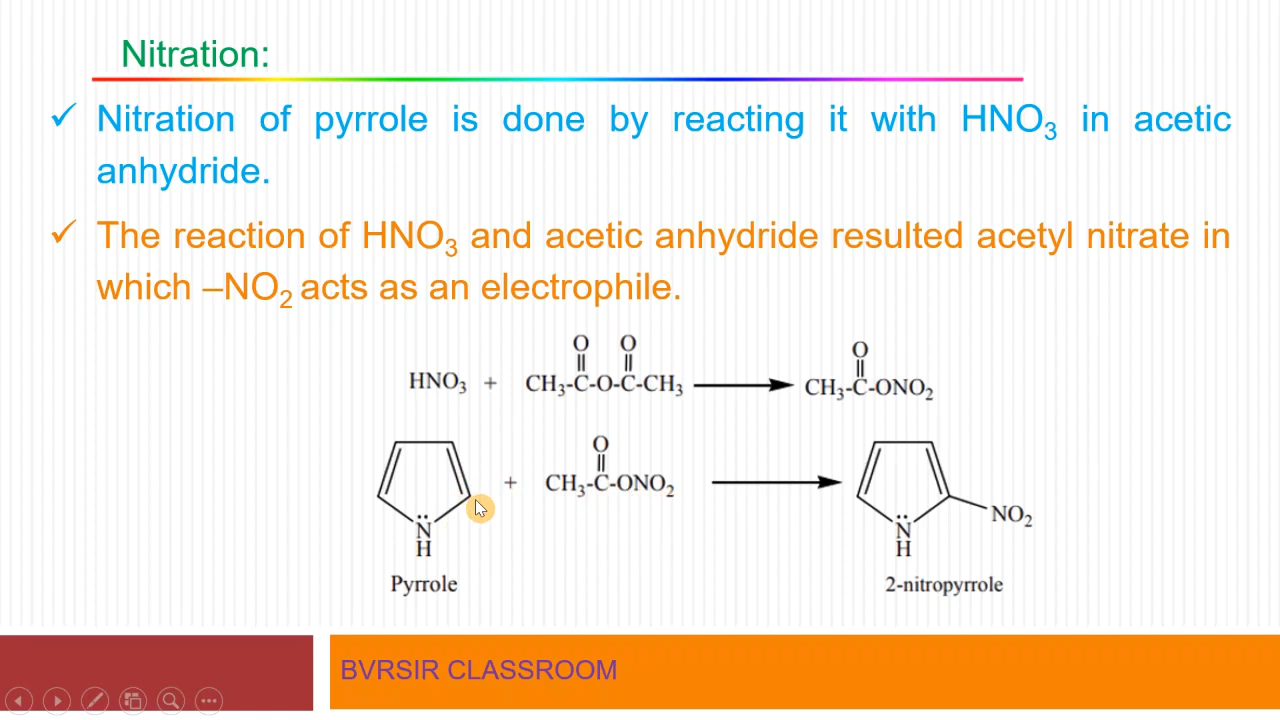 Nitration:
✓ Nitration of pyrrole is done by reacting it with HNO₃ in acetic
anhydride.
✓ The reaction of HNO₃ and acetic anhydride resulted acetyl nitrate in
which –NO₂ acts as an electrophile.
O O O
HNO₃ + CH₃-C-O-C-CH₃ CH₃-C-ONO₂
O
+ CH₃-C-ONO₂
NO₂
N N
H H
Pyrrole 2-nitropyrrole
BVRSIR CLASSROOM